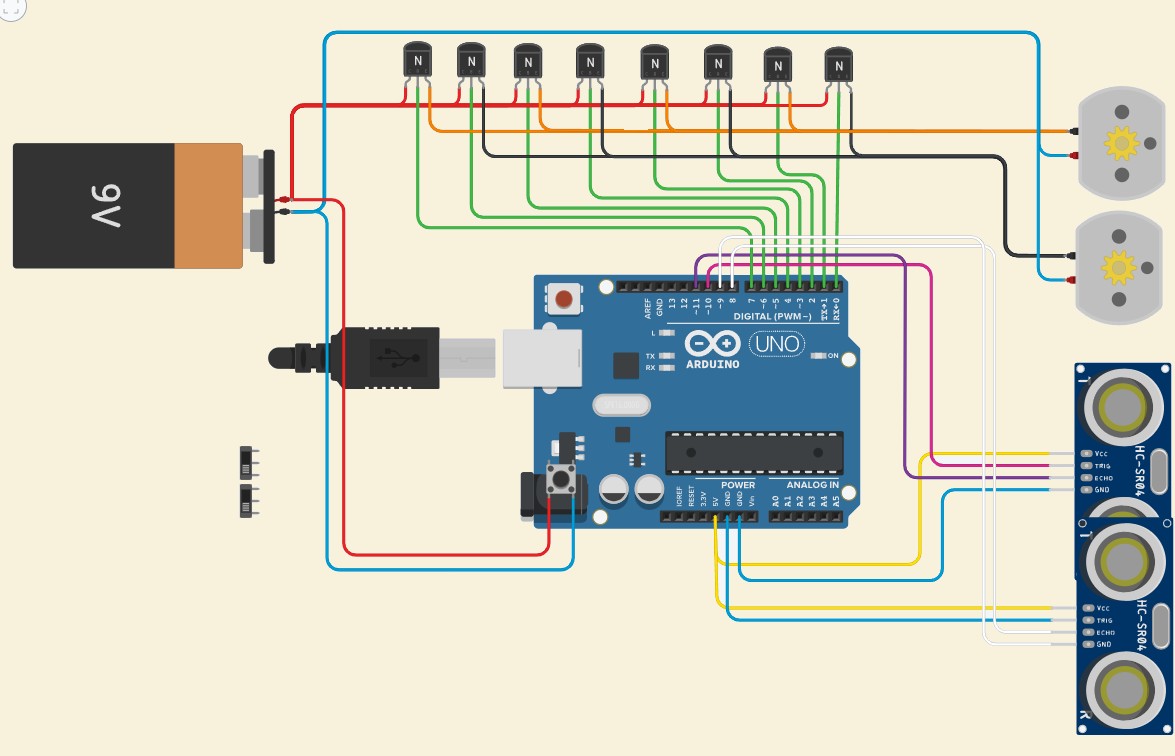 N N N N N N N N
9V
AREF
GND
13
12
~11
~10
~9
8
7
~6
~5
4
~3
2
TX→1
RX←0
DIGITAL (PWM~)
L
TX
RX
UNO
ON
ARDUINO
POWER
ANALOG IN
IOREF
RESET
3.3V
5V
GND
GND
Vin
A0
A1
A2
A3
A4
A5
T
Vcc
TRIG
ECHO
GND
HC-SR04
T
Vcc
TRIG
ECHO
GND
HC-SR04
R